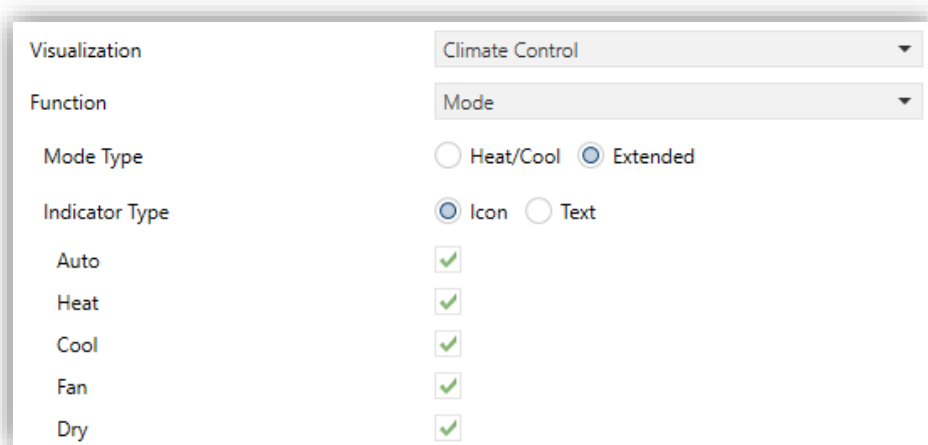 Visualization Climate Control
Function Mode
Mode Type Heat/Cool Extended
Indicator Type Icon Text
Auto
Heat
Cool
Fan
Dry